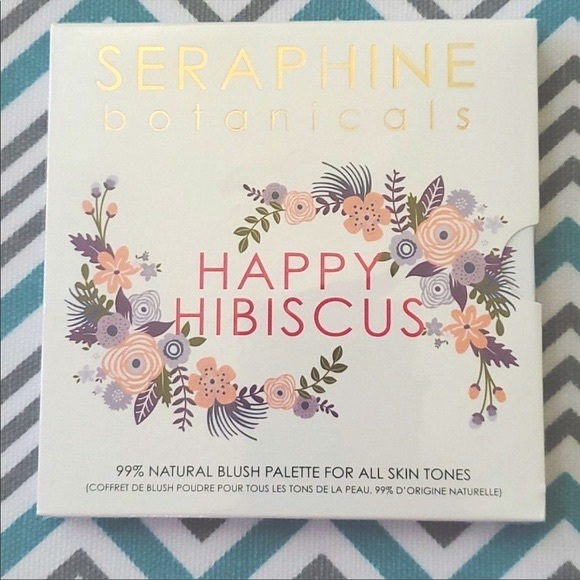 SERAPHINE
botanicals
HAPPY
HIBISCUS
99% NATURAL BLUSH PALETTE FOR ALL SKIN TONES
(COFFRET DE BLUSH POUDRE POUR TOUS LES TONS DE LA PEAU, 99% D'ORIGINE NATURELLE)